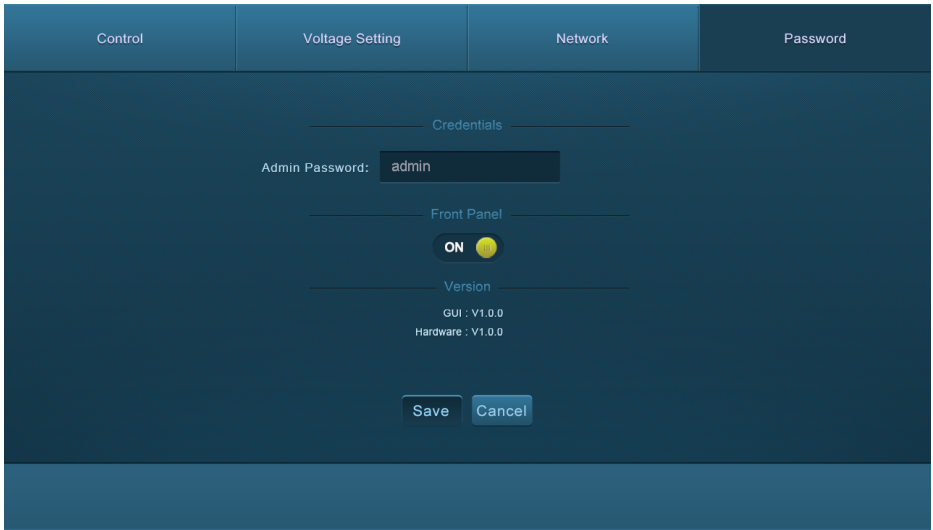 Control Voltage Setting Network Password
Credentials
Admin Password: admin
Front Panel
ON
Version
GUI : V1.0.0
Hardware : V1.0.0
Save Cancel